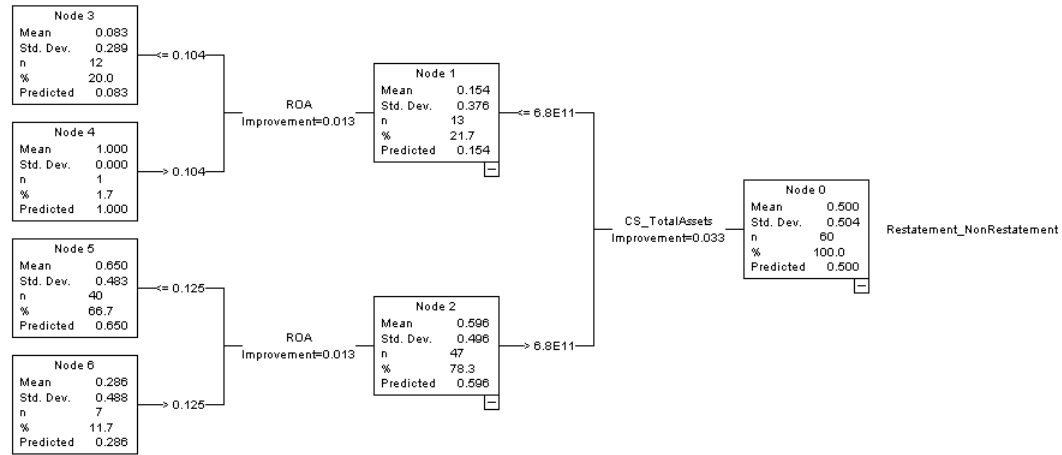 Node 3
Mean 0.083
Std. Dev. 0.289
n 12
% 20.0
Predicted 0.083
<= 0.104
Node 4
Mean 1.000
Std. Dev. 0.000
n 1
% 1.7
Predicted 1.000
> 0.104
ROA
Improvement=0.013
Node 1
Mean 0.154
Std. Dev. 0.376
n 13
% 21.7
Predicted 0.154
<= 6.8E11
Node 5
Mean 0.650
Std. Dev. 0.483
n 40
% 66.7
Predicted 0.650
<= 0.125
Node 6
Mean 0.286
Std. Dev. 0.488
n 7
% 11.7
Predicted 0.286
> 0.125
ROA
Improvement=0.013
Node 2
Mean 0.596
Std. Dev. 0.496
n 47
% 78.3
Predicted 0.596
> 6.8E11
CS_TotalAssets
Improvement=0.033
Node 0
Mean 0.500
Std. Dev. 0.504
n 60
% 100.0
Predicted 0.500
Restatement_NonRestatement